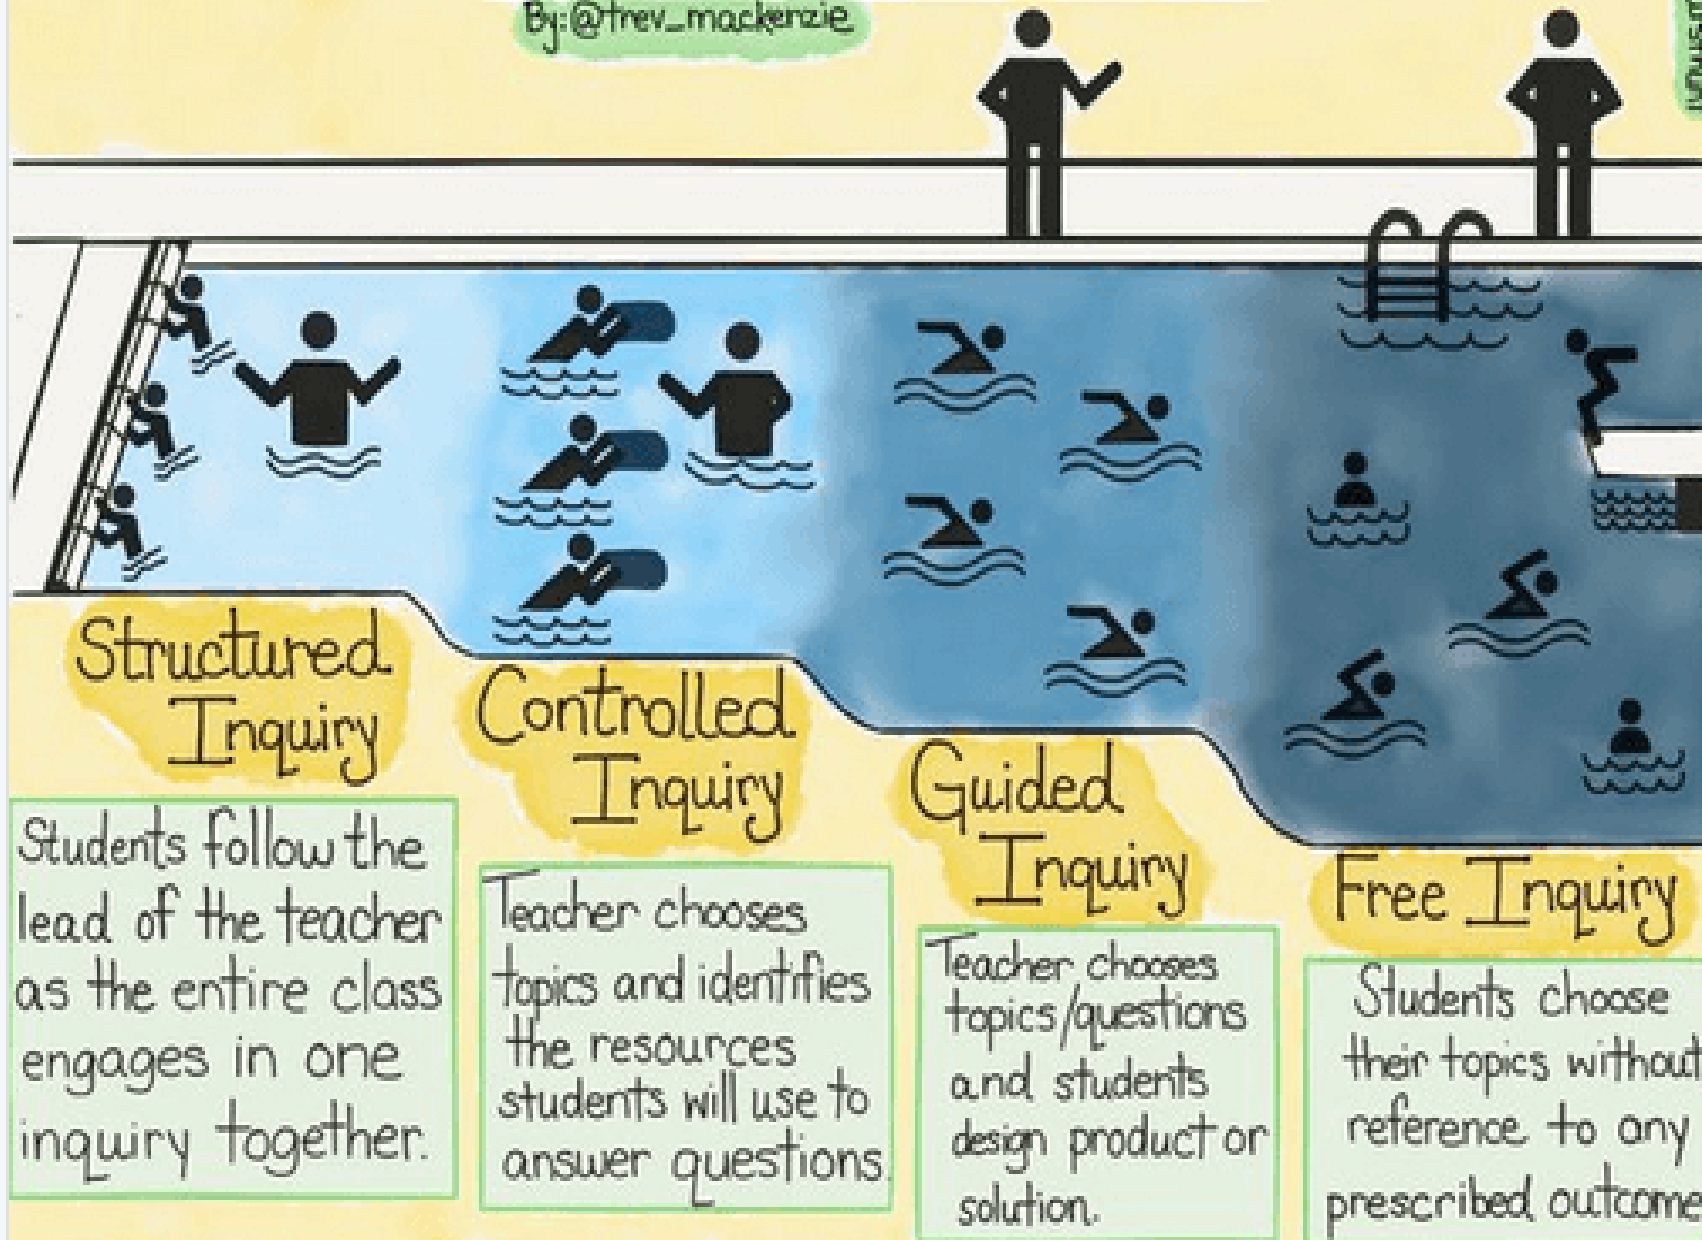 By:@trev_mackenzie
Structured
Inquiry
Students follow the
lead of the teacher
as the entire class
engages in one
inquiry together.
Controlled
Inquiry
Teacher chooses
topics and identifies
the resources
students will use to
answer questions.
Guided
Inquiry
Teacher chooses
topics/questions
and students
design product or
solution.
Free Inquiry
Students choose
their topics without
reference to any
prescribed outcome